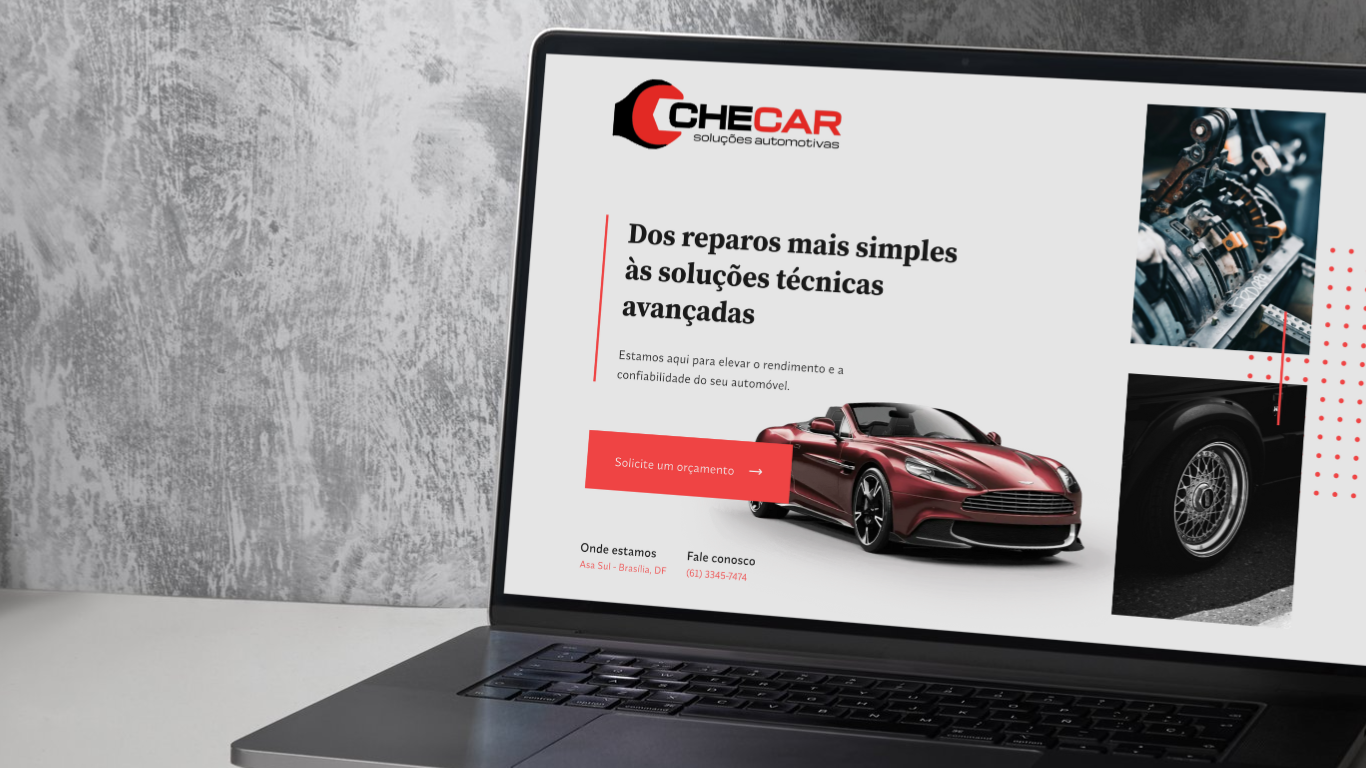 CHECAR
soluções automotivas
Dos reparos mais simples
às soluções técnicas
avançadas
Estamos aqui para elevar o rendimento e a
confiabilidade do seu automóvel.
Solicite um orçamento →
Onde estamos
Asa Sul - Brasília, DF
Fale conosco
(61) 3345-7474